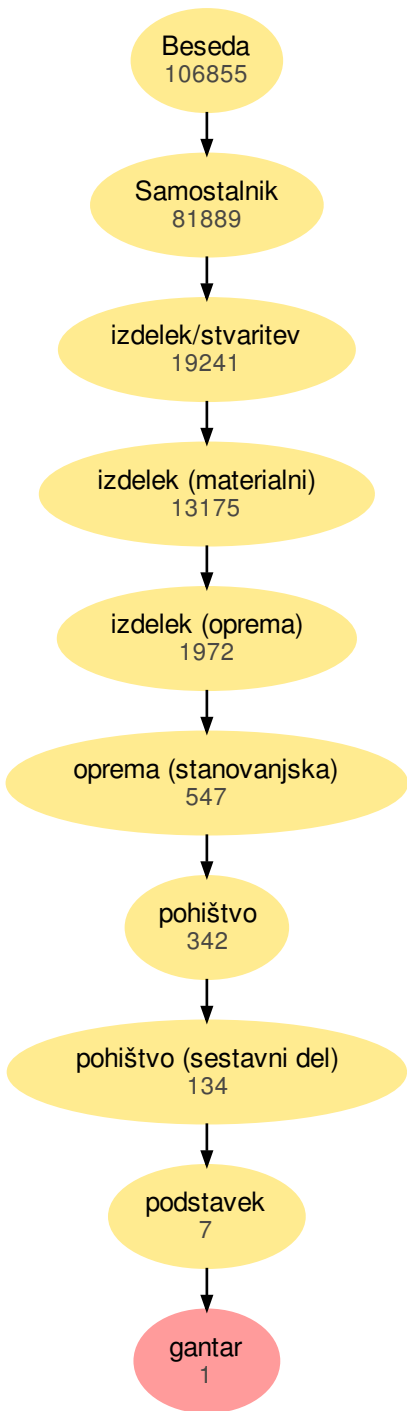 Beseda
106855
Samostalnik
81889
izdelek/stvaritev
19241
izdelek (materialni)
13175
izdelek (oprema)
1972
oprema (stanovanjska)
547
pohištvo
342
pohištvo (sestavni del)
134
podstavek
7
gantar
1